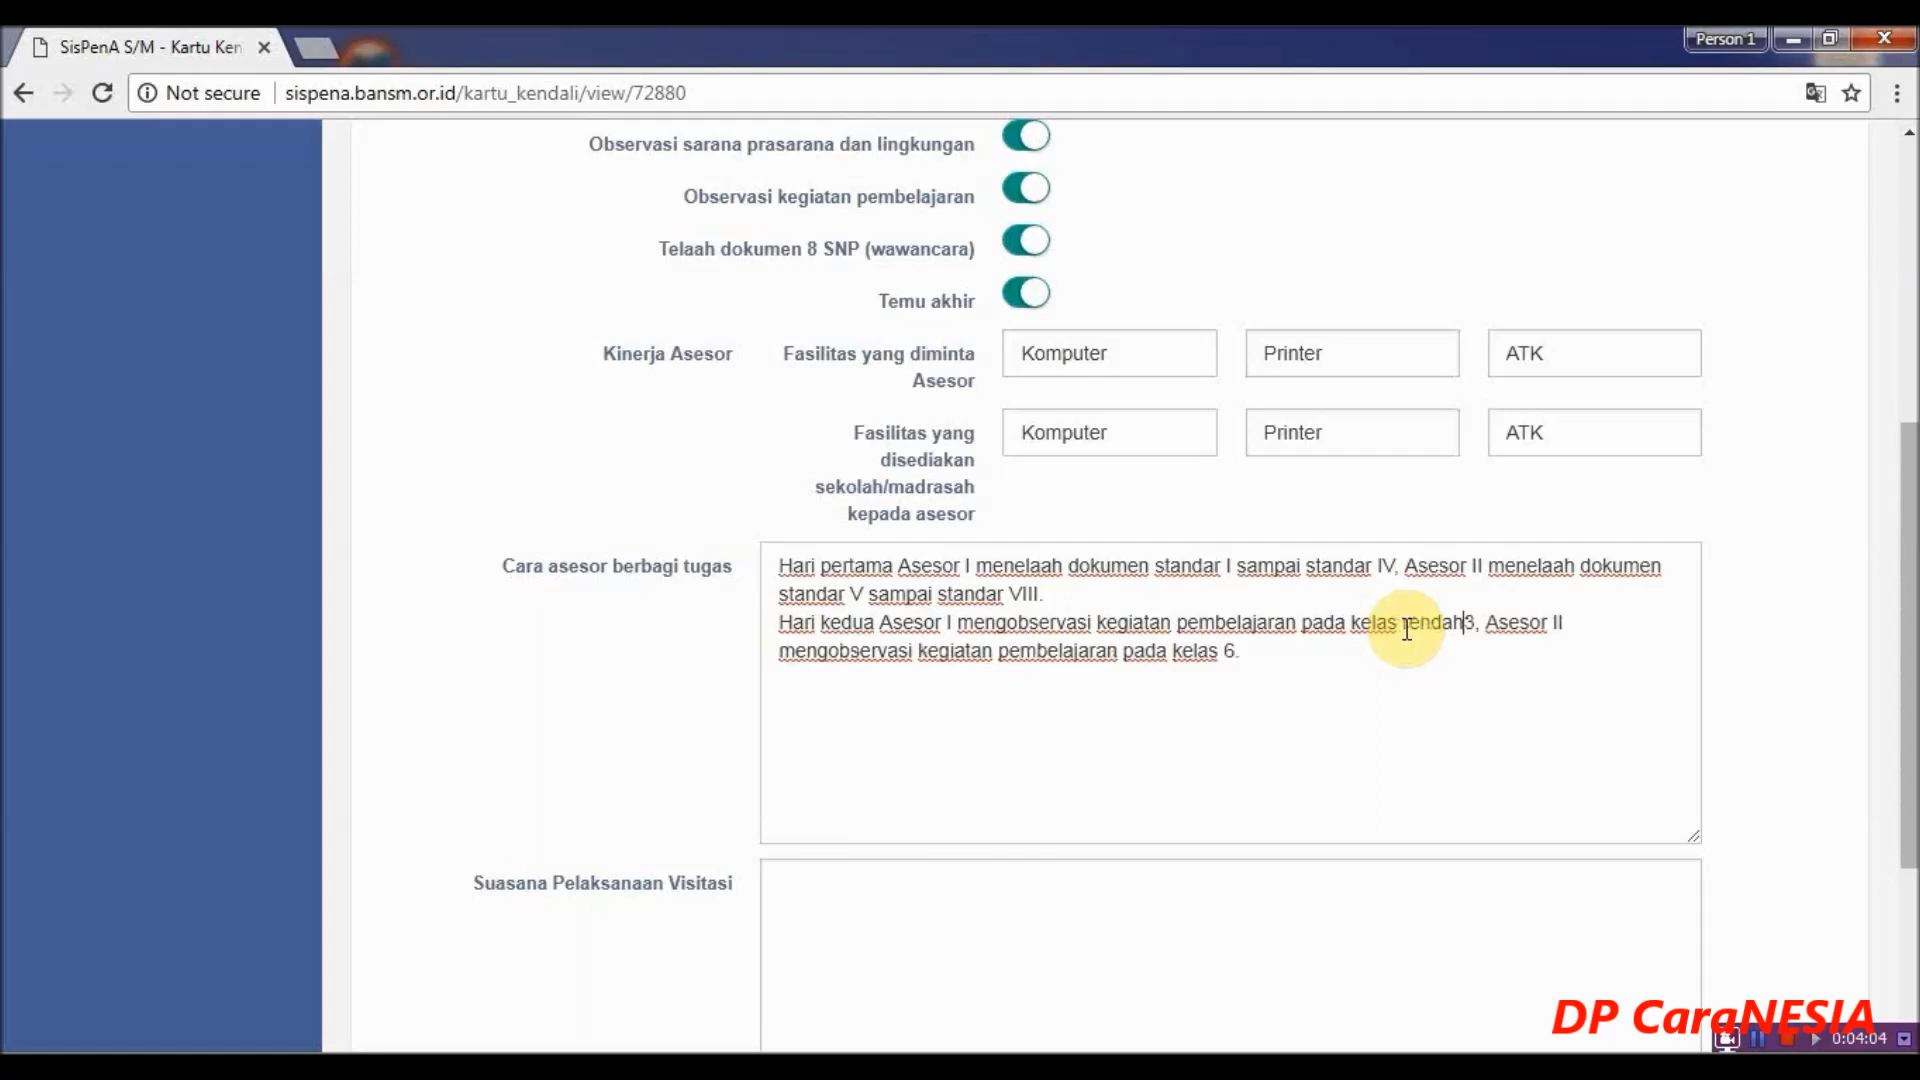 SisPenA S/M - Kartu Ken
Person 1
Not secure
sispena.bansm.or.id/kartu_kendali/view/72880
Observasi sarana prasarana dan lingkungan
Observasi kegiatan pembelajaran
Telaah dokumen 8 SNP (wawancara)
Temu akhir
Kinerja Asesor
Fasilitas yang diminta
Asesor
Komputer
Printer
ATK
Fasilitas yang
disediakan
sekolah/madrasah
kepada asesor
Komputer
Printer
ATK
Cara asesor berbagi tugas
Hari pertama Asesor I menelaah dokumen standar I sampai standar IV, Asesor II menelaah dokumen
standar V sampai standar VIII.
Hari kedua Asesor I mengobservasi kegiatan pembelajaran pada kelas rendah3, Asesor II
mengobservasi kegiatan pembelajaran pada kelas 6.
Suasana Pelaksanaan Visitasi
DP CaraNESIA
0:04:04